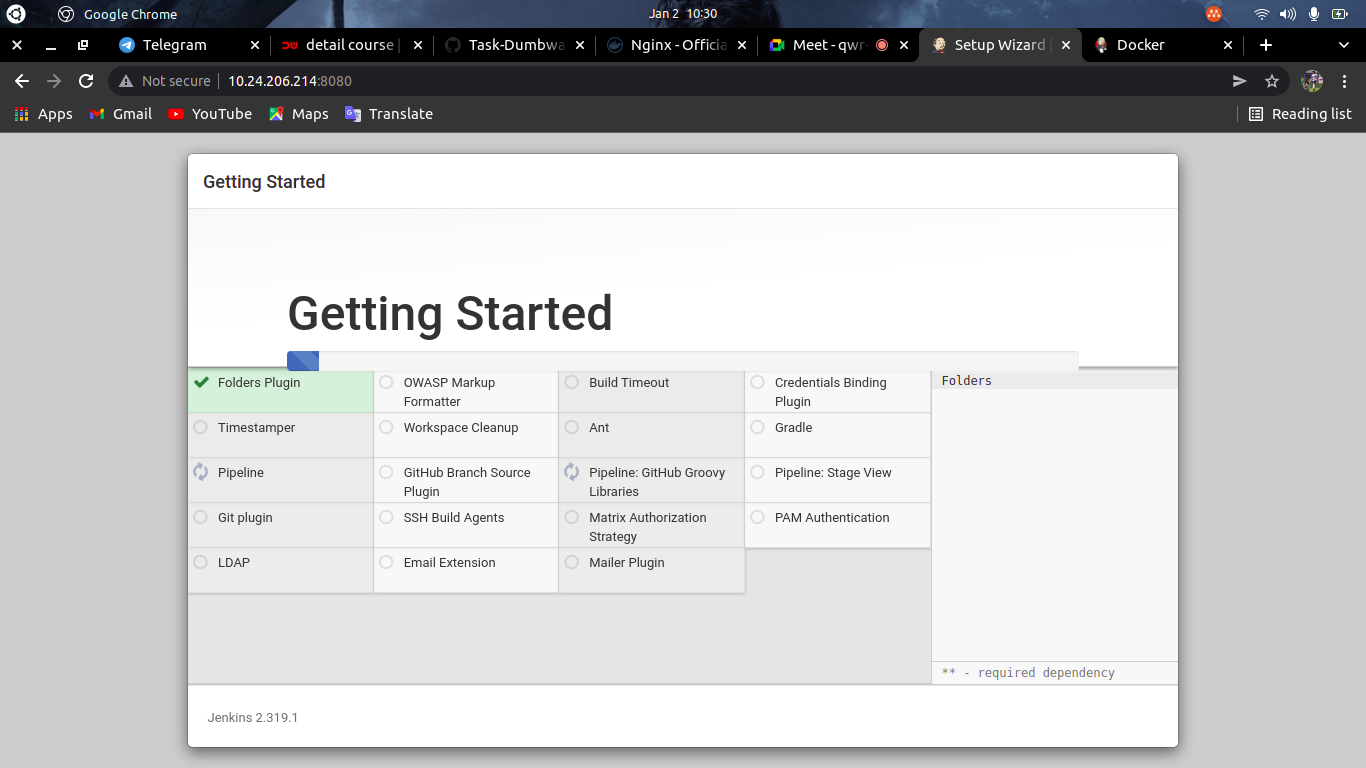 Google Chrome
Jan 2 10:30
Telegram
detail course |
Task-Dumbwa
Nginx - Officia
Meet - qwr-
Setup Wizard |
Docker
Not secure
10.24.206.214:8080
Apps
Gmail
YouTube
Maps
Translate
Reading list
Getting Started
Getting Started
Folders Plugin
OWASP Markup
Formatter
Build Timeout
Credentials Binding
Plugin
Folders
Timestamper
Workspace Cleanup
Ant
Gradle
Pipeline
GitHub Branch Source
Plugin
Pipeline: GitHub Groovy
Libraries
Pipeline: Stage View
Git plugin
SSH Build Agents
Matrix Authorization
Strategy
PAM Authentication
LDAP
Email Extension
Mailer Plugin
** - required dependency
Jenkins 2.319.1